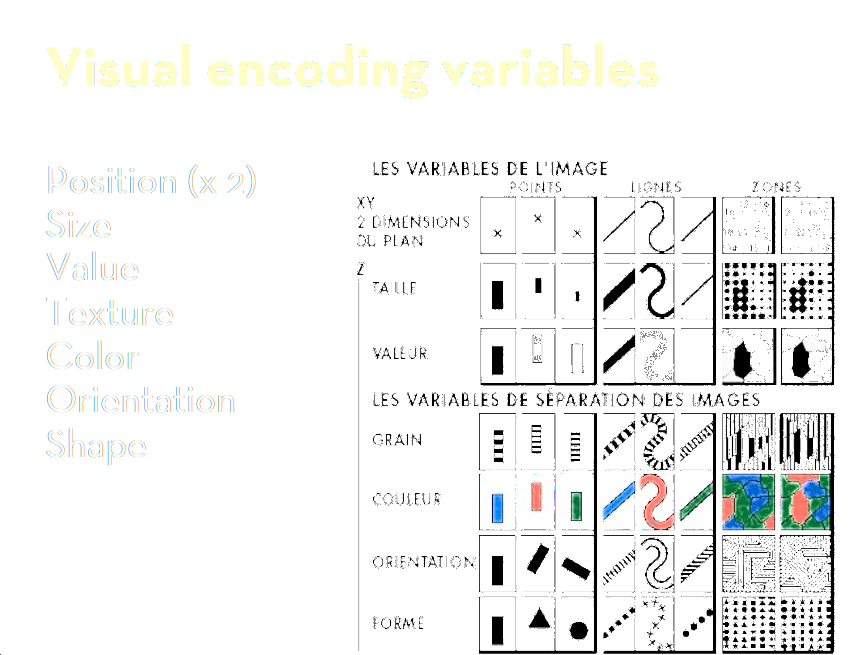 Visual encoding variables
Position (x 2)
Size
Value
Texture
Color
Orientation
Shape
LES VARIABLES DE L'IMAGE
POINTS LIGNES ZONES
XY
2 DIMENSIONS
DU PLAN
Z
TAILLE
VALEUR
LES VARIABLES DE SÉPARATION DES IMAGES
GRAIN
COULEUR
ORIENTATION
FORME